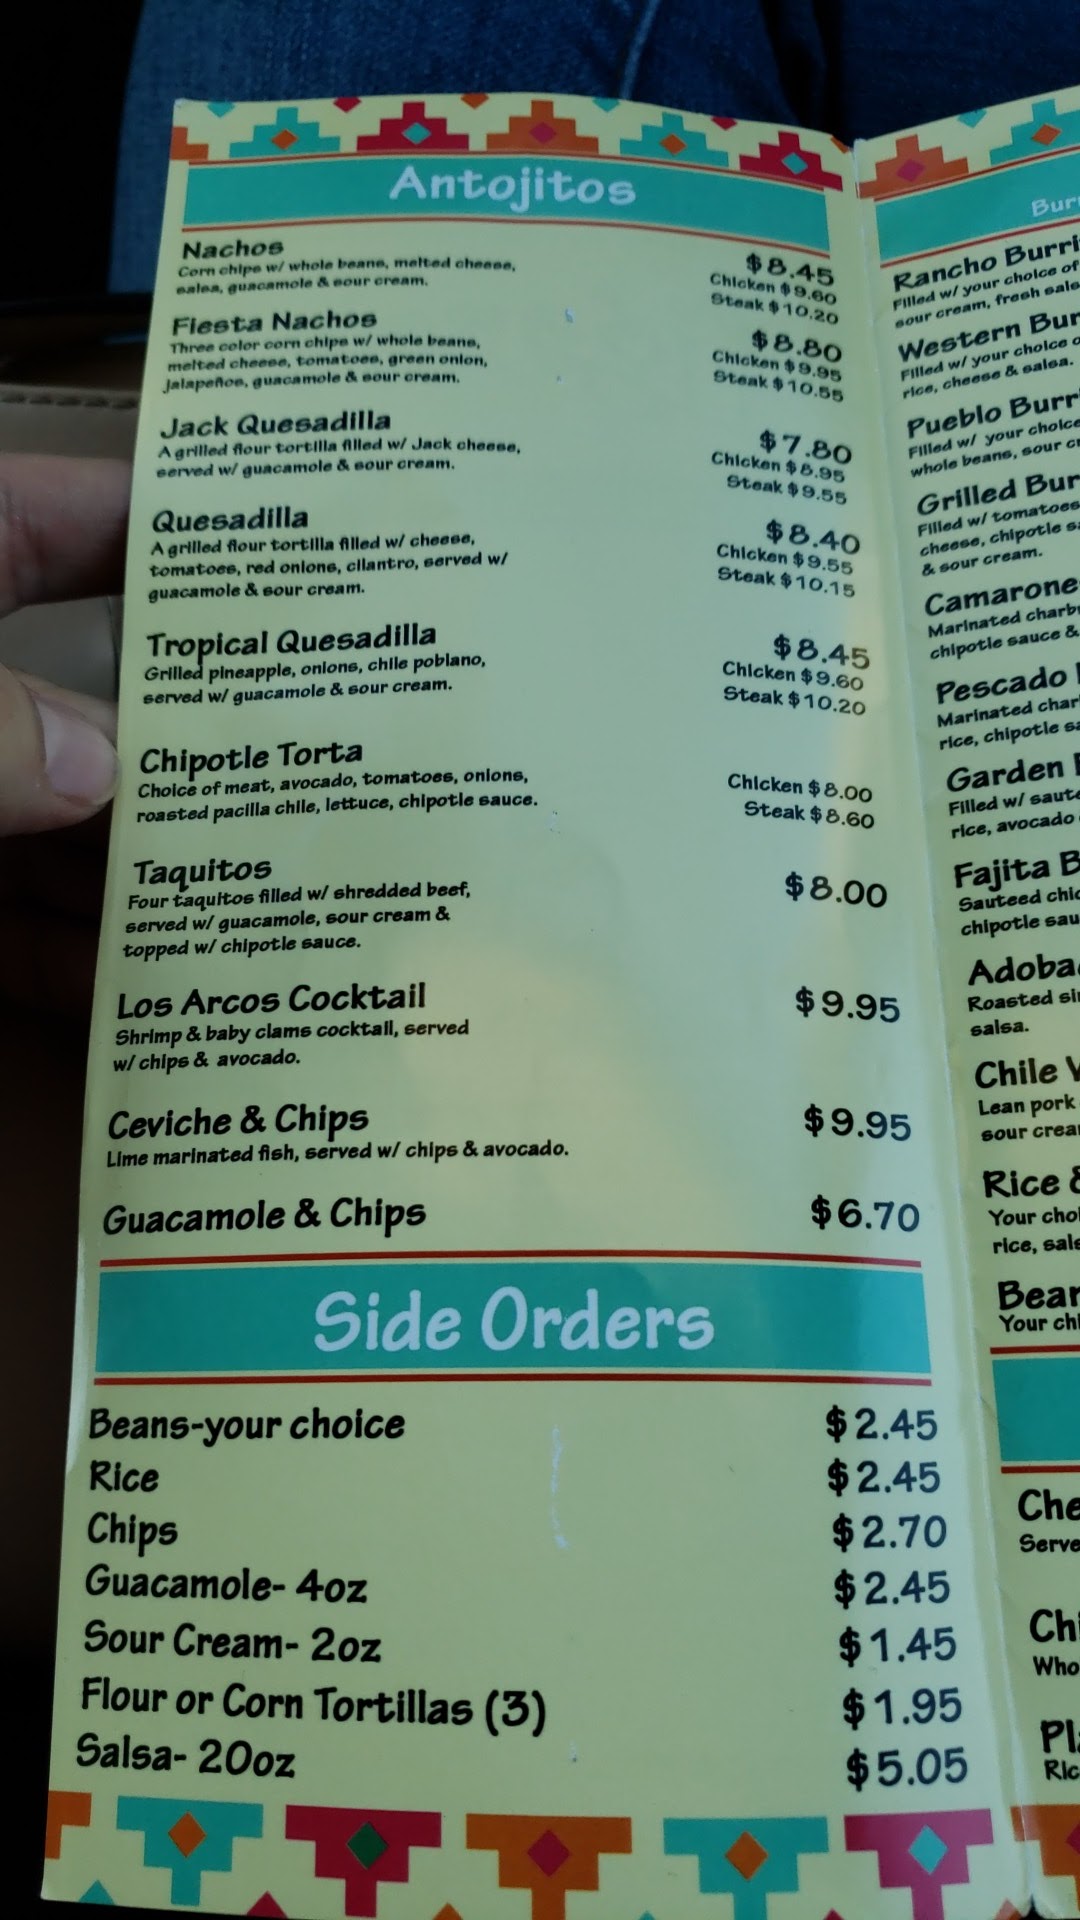 Antojitos
Nachos
$8.45
Corn chips w/ whole beans, melted cheese,
Chicken $9.60
salsa, guacamole & sour cream.
Steak $10.20
Fiesta Nachos
$8.80
Three color corn chips w/ whole beans,
Chicken $9.95
melted cheese, tomatoes, green onion,
Steak $10.55
jalapeños, guacamole & sour cream.
Jack Quesadilla
$7.80
A grilled flour tortilla filled w/ Jack cheese,
Chicken $8.95
served w/ guacamole & sour cream.
Steak $9.55
Quesadilla
$8.40
A grilled flour tortilla filled w/ cheese,
Chicken $9.55
tomatoes, red onions, cilantro, served w/
Steak $10.15
guacamole & sour cream.
Tropical Quesadilla
$8.45
Grilled pineapple, onions, chile poblano,
Chicken $9.60
served w/ guacamole & sour cream.
Steak $10.20
Chipotle Torta
Choice of meat, avocado, tomatoes, onions,
Chicken $8.00
roasted pacilla chile, lettuce, chipotle sauce.
Steak $8.60
Taquitos
$8.00
Four taquitos filled w/ shredded beef,
served w/ guacamole, sour cream &
topped w/ chipotle sauce.
Los Arcos Cocktail
$9.95
Shrimp & baby clams cocktail, served
w/ chips & avocado.
Ceviche & Chips
$9.95
Lime marinated fish, served w/ chips & avocado.
Guacamole & Chips
$6.70
Side Orders
Beans-your choice
$2.45
Rice
$2.45
Chips
$2.70
Guacamole- 4oz
$2.45
Sour Cream- 2oz
$1.45
Flour or Corn Tortillas (3)
$1.95
Salsa- 20oz
$5.05
Rancho
Filled w/ your choice of
sour cream, fresh
Western
Filled w/ your choice
rice, cheese & salsa.
Pueblo
Filled w/ your choice
whole beans, sour
Grilled
Filled w/ tomatoes
cheese, chipotle
& sour cream.
Marinated
chipotle sauce &
Pescado
Marinated
rice, chipotle
Garden
Filled w/
rice, avocado
Fajita
Sauteed
chipotle
Roasted
salsa.
Chile
Lean pork
sour
Rice &
Your
rice,
Your